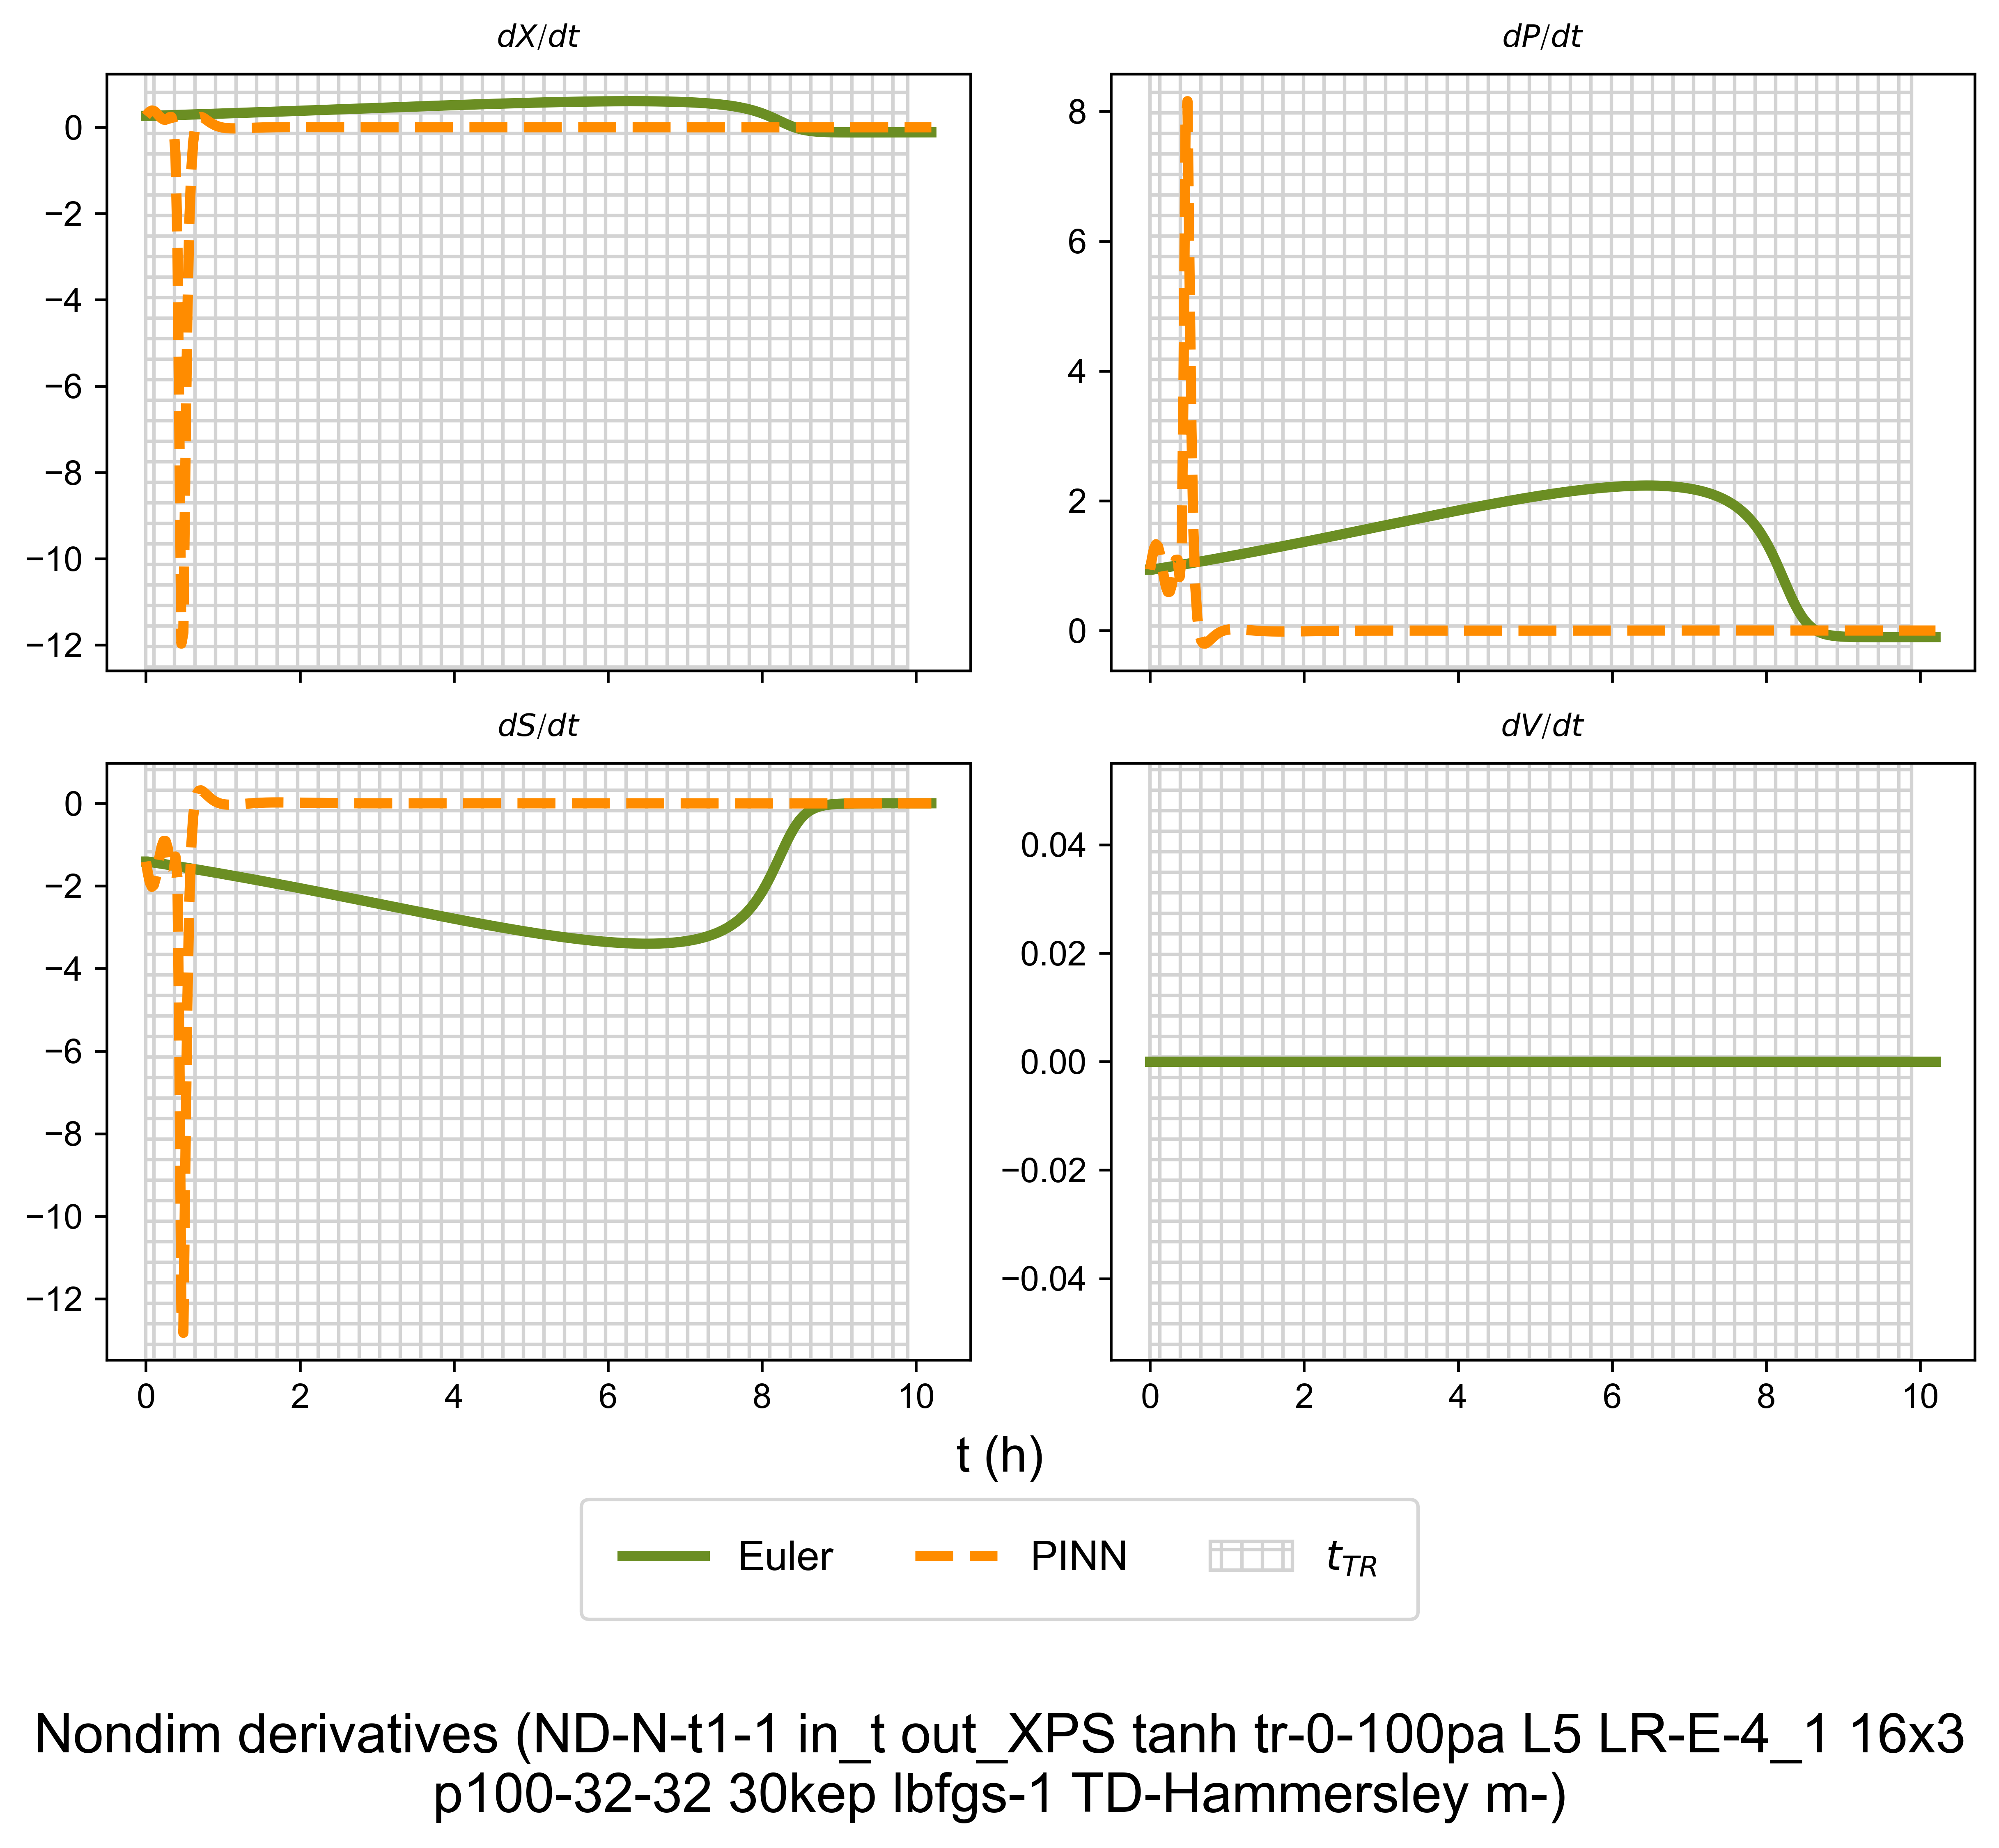 dX/dt
dP/dt
0
−2
−4
−6
−8
−10
−12
8
6
4
2
0
dS/dt
dV/dt
0
−2
−4
−6
−8
−10
−12
0.04
0.02
0.00
−0.02
−0.04
0 2 4 6 8 10
0 2 4 6 8 10
t (h)
Euler PINN t_TR
Nondim derivatives (ND-N-t1-1 in_t out_XPS tanh tr-0-100pa L5 LR-E-4_1 16x3
p100-32-32 30kep lbfgs-1 TD-Hammersley m-)